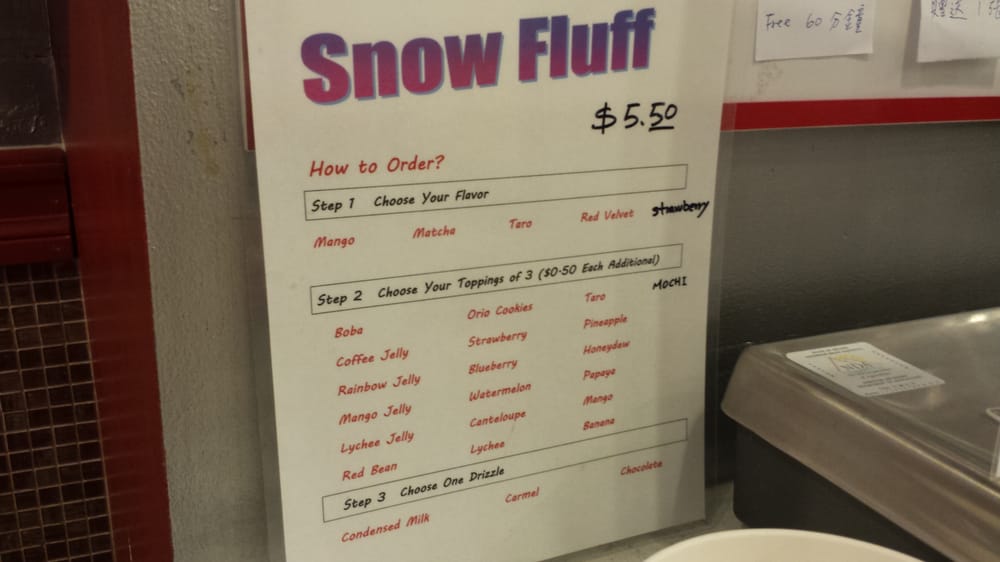 Snow Fluff
$5.50
How to Order?
Step 1 Choose Your Flavor
Mango Matcha Taro Red Velvet strawberry
Step 2 Choose Your Toppings of 3 ($0.50 Each Additional)
MOCHI
Boba Orio Cookies Taro
Coffee Jelly Strawberry Pineapple
Rainbow Jelly Blueberry Honeydew
Mango Jelly Watermelon Papaya
Lychee Jelly Canteloupe Mango
Red Bean Lychee Banana
Step 3 Choose One Drizzle
Condensed Milk Carmel Chocolate
Free 60